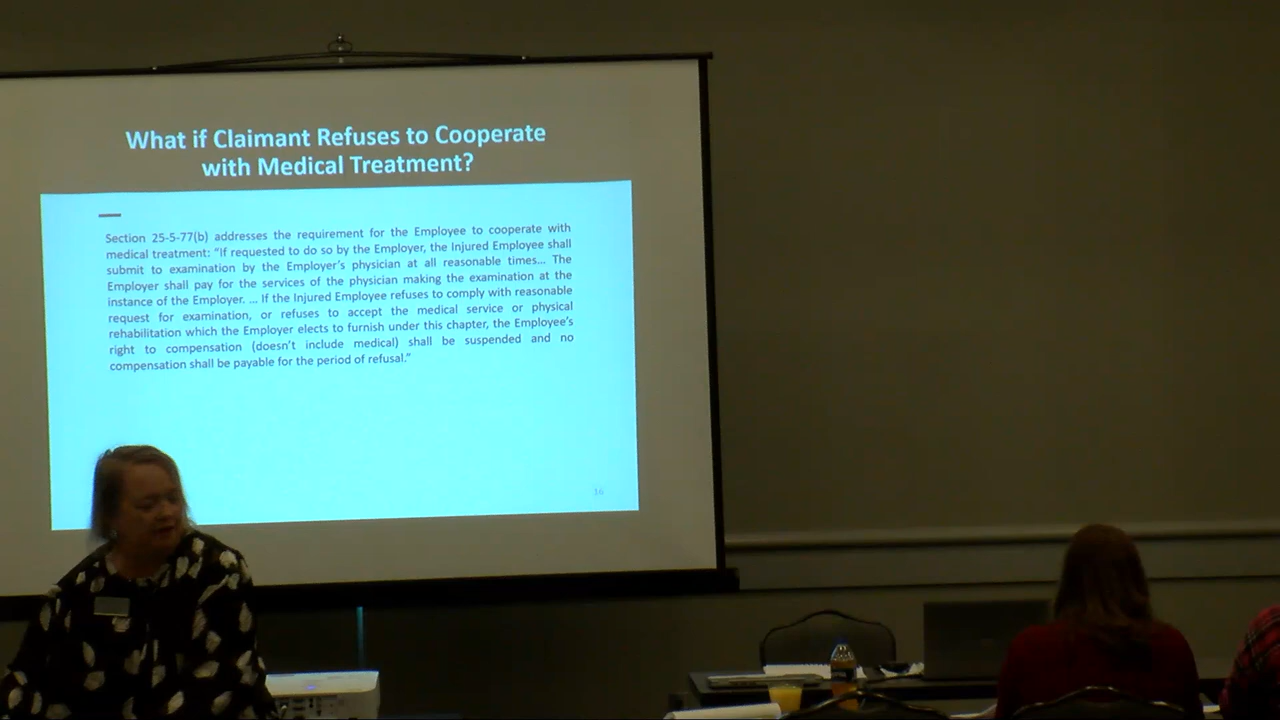 What if Claimant Refuses to Cooperate
with Medical Treatment?
Section 25-5-77(b) addresses the requirement for the Employee to cooperate with
medical treatment: “If requested to do so by the Employer, the Injured Employee shall
submit to examination by the Employer’s physician at all reasonable times... The
Employer shall pay for the services of the physician making the examination at the
instance of the Employer. ... If the Injured Employee refuses to comply with reasonable
request for examination, or refuses to accept the medical service or physical
rehabilitation which the Employer elects to furnish under this chapter, the Employee’s
right to compensation (doesn’t include medical) shall be suspended and no
compensation shall be payable for the period of refusal.”
16